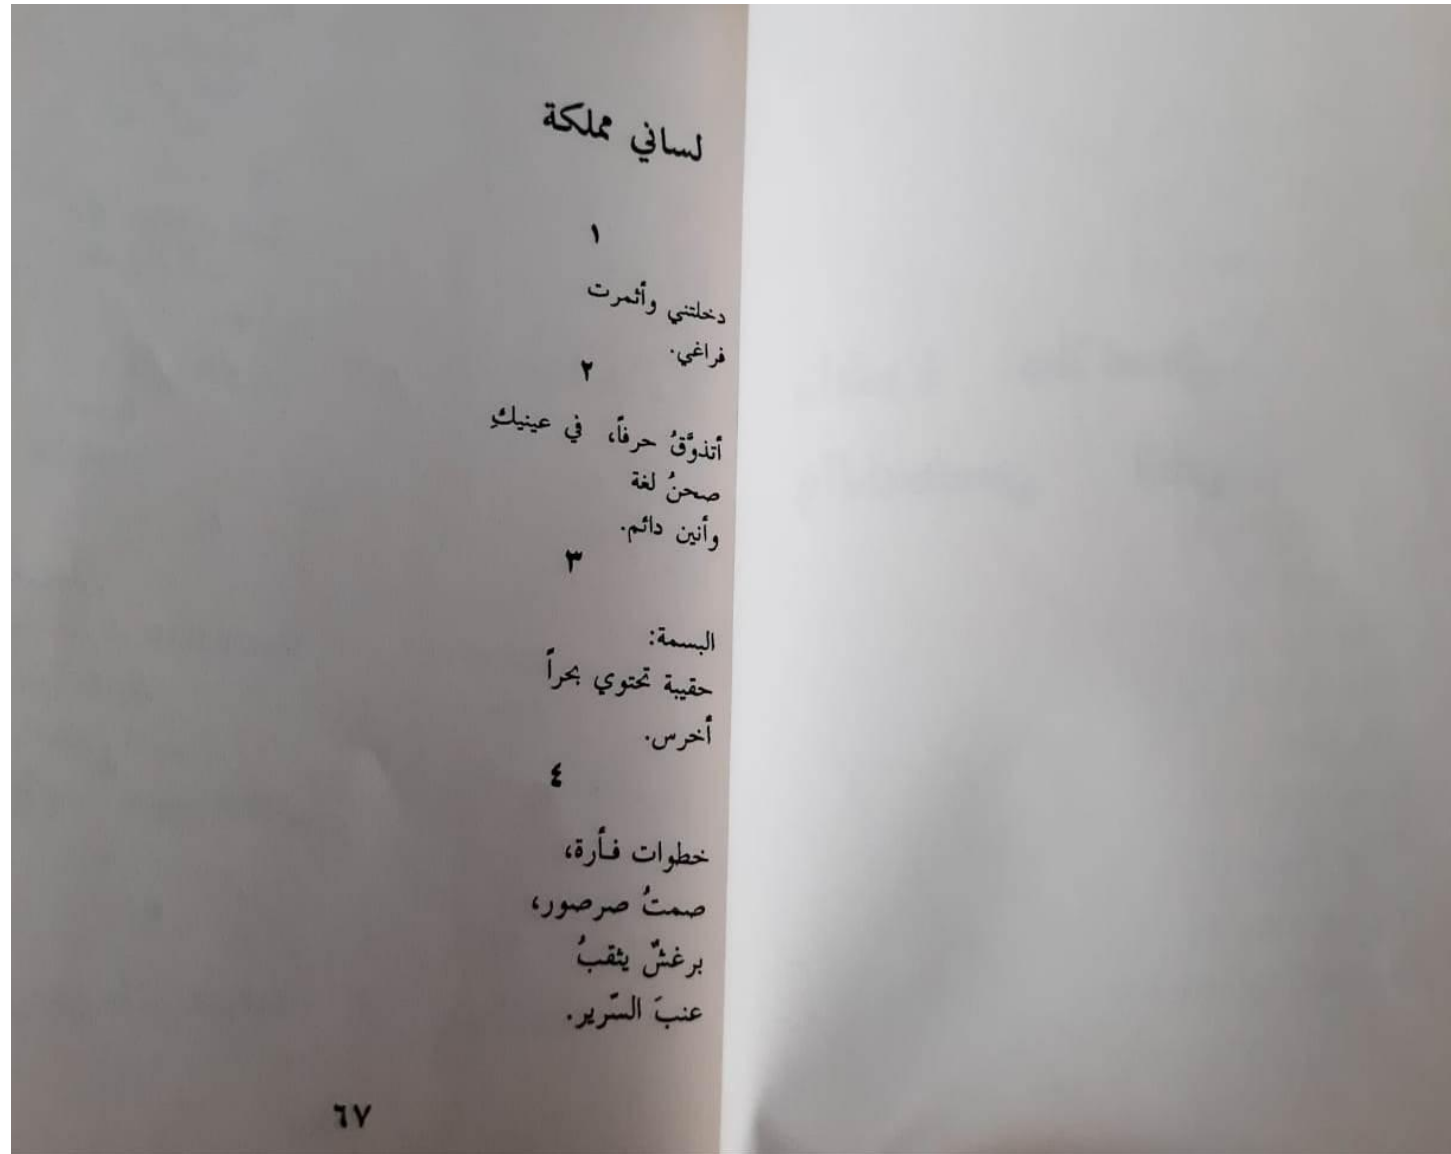 لساني مملكة
١
دخلتني وأثمرت
فراغي.
٢
أتذوَّقُ حرفاً، في عينيكِ
صحنُ لغة
وأنين دائم.
٣
البسمة:
حقيبة تحتوي بحراً
أخرس.
٤
خطوات فأرة،
صمتُ صرصور،
برغشٌ يثقبُ
عنبَ السّرير.
٦٧